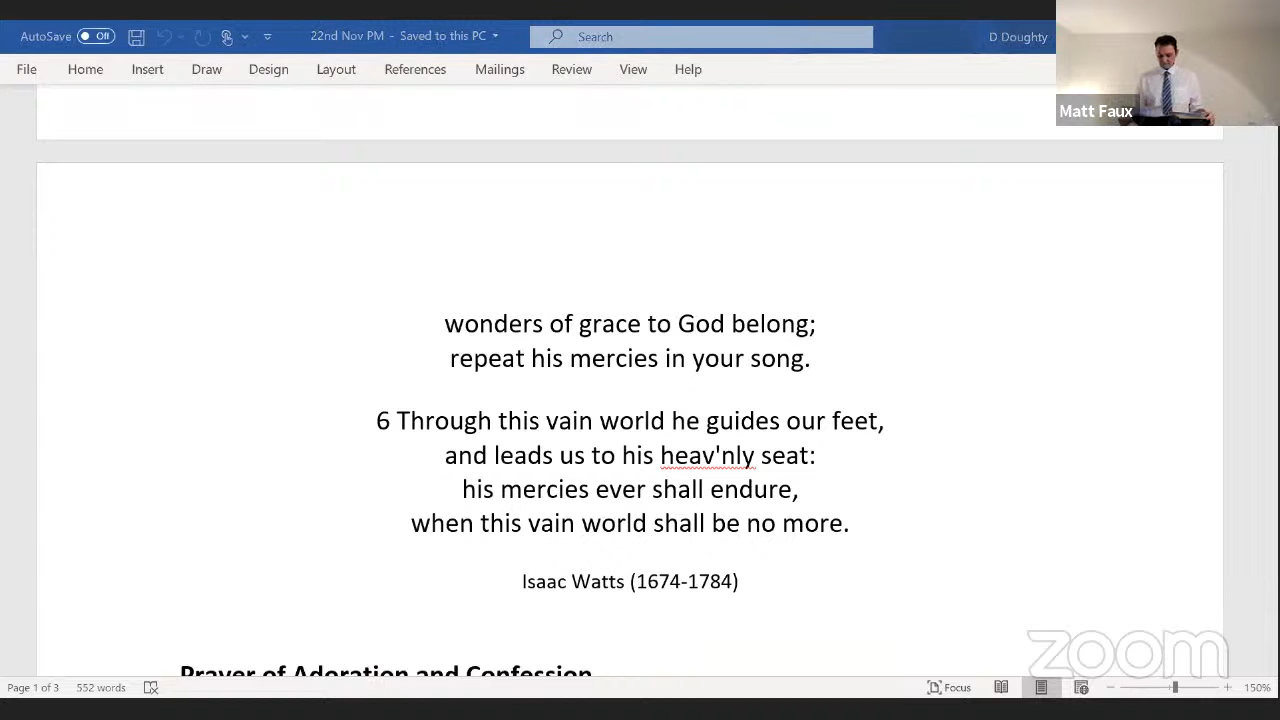 AutoSave Off 22nd Nov PM - Saved to this PC Search D Doughty
File Home Insert Draw Design Layout References Mailings Review View Help
Matt Faux
wonders of grace to God belong;
repeat his mercies in your song.
6 Through this vain world he guides our feet,
and leads us to his heav'nly seat:
his mercies ever shall endure,
when this vain world shall be no more.
Isaac Watts (1674-1784)
Prayer of Adoration and Confession
zoom
Page 1 of 3 552 words Focus 150%